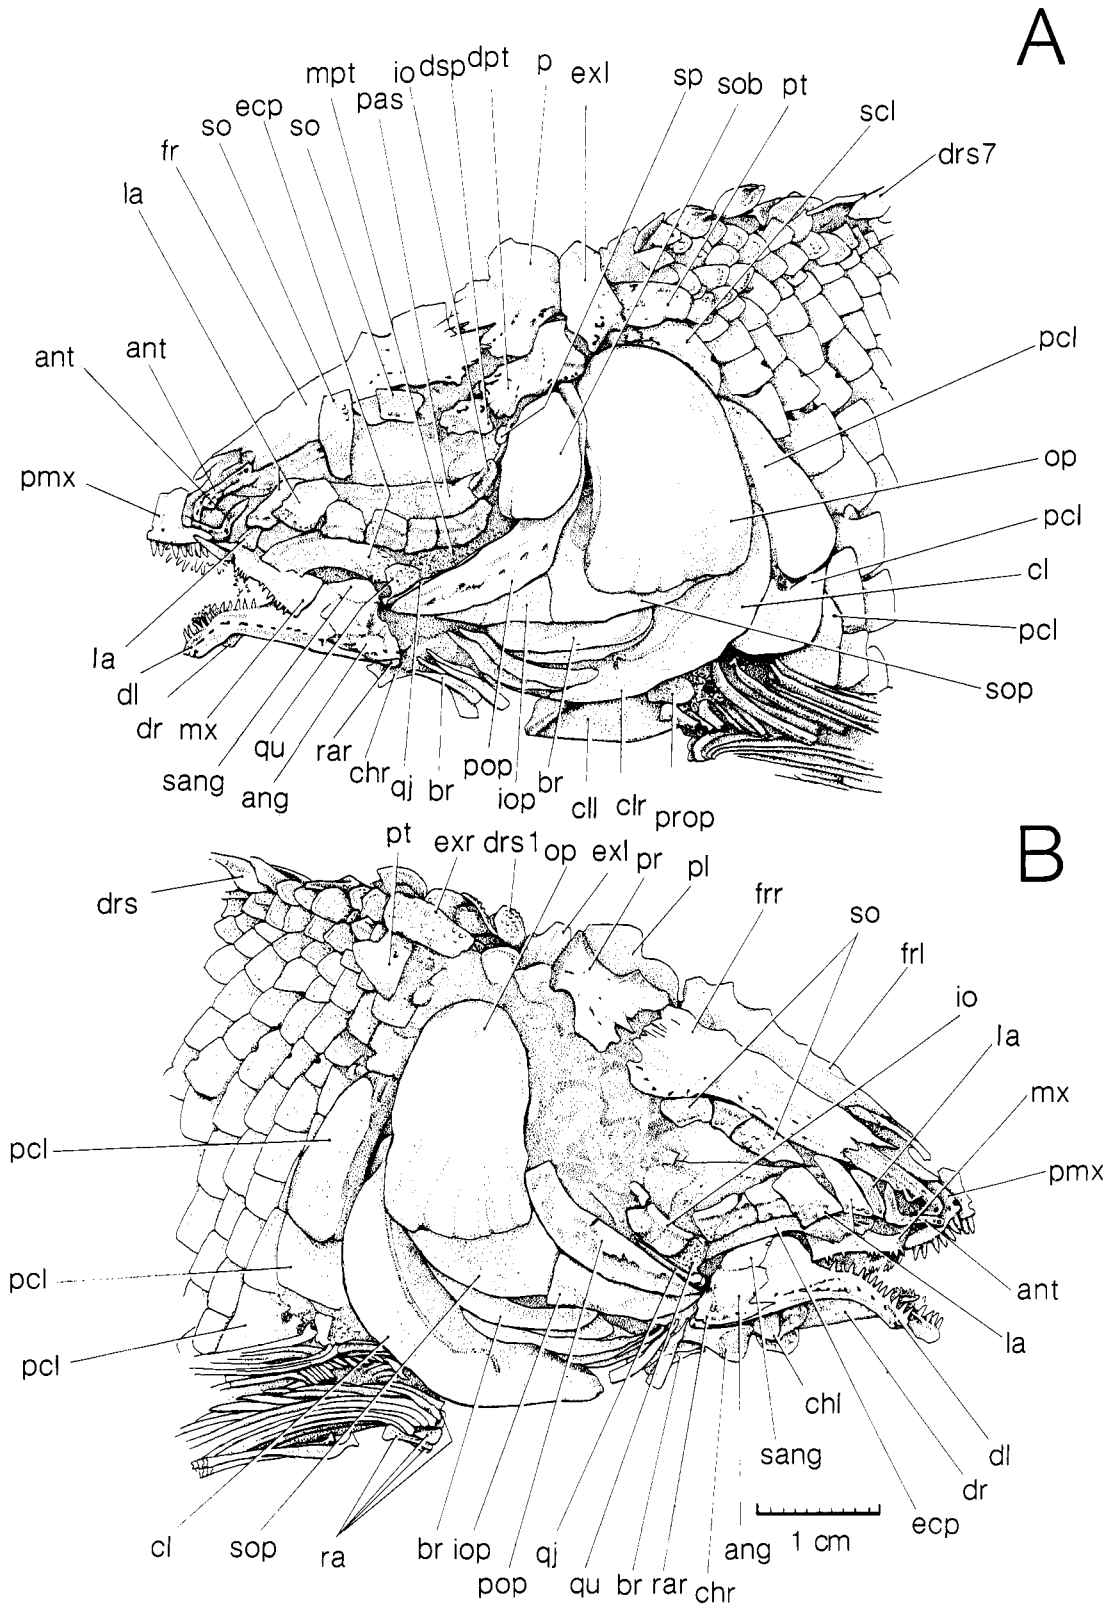 A
mpt
io
dsp
dpt
p
exl
sp
sob
pt
scl
drs7
ecp
pas
so
so
fr
la
ant
ant
pmx
pcl
op
pcl
cl
pcl
sop
la
dl
dr
mx
sang
qu
ang
rar
chr
qj
br
pop
iop
br
cll
clr
prop
B
pt
exr
drs1
op
exl
pr
pl
frr
so
frl
io
la
mx
pmx
drs
pcl
pcl
pcl
ant
la
chl
sang
dl
dr
ecp
1 cm
cl
sop
ra
br
iop
pop
qj
qu
br
rar
chr
ang